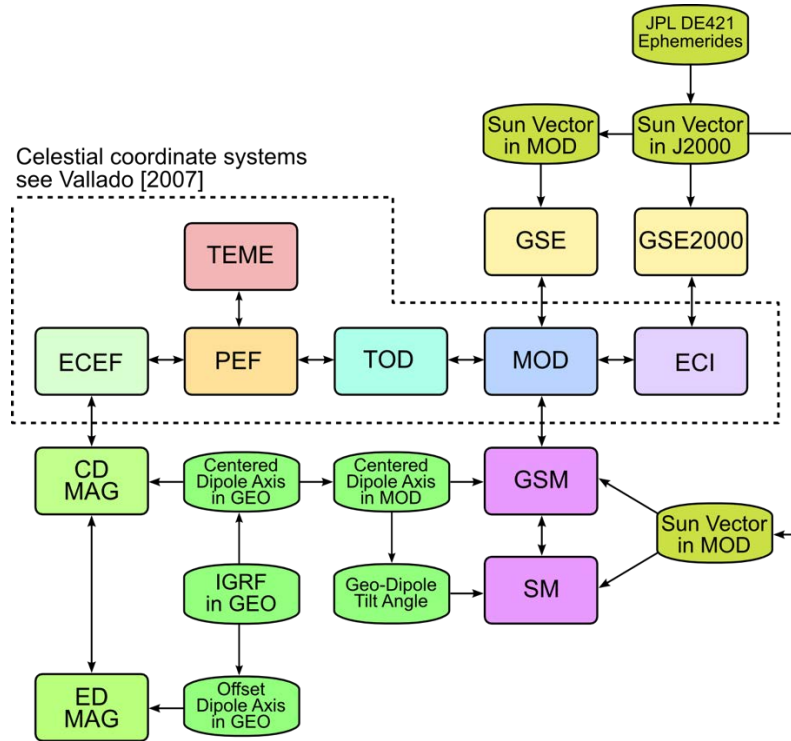 JPL DE421
Ephemerides
Sun Vector
in MOD
Sun Vector
in J2000
Celestial coordinate systems
see Vallado [2007]
TEME
GSE
GSE2000
ECEF
PEF
TOD
MOD
ECI
CD
MAG
Centered
Dipole Axis
in GEO
Centered
Dipole Axis
in MOD
GSM
Sun Vector
in MOD
IGRF
in GEO
Geo-Dipole
Tilt Angle
SM
ED
MAG
Offset
Dipole Axis
in GEO